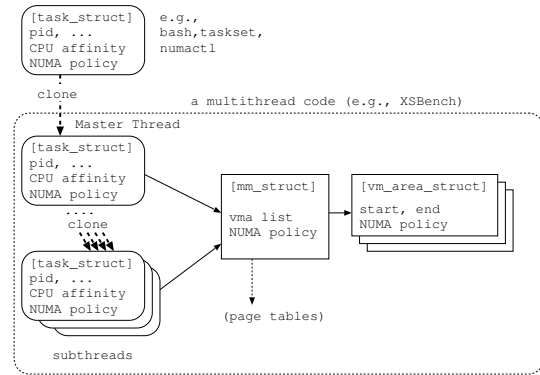 [task_struct]
pid, ...
CPU affinity
NUMA policy
e.g.,
bash,taskset,
numactl
clone
a multithread code (e.g., XSBench)
Master Thread
[task_struct]
pid, ...
CPU affinity
NUMA policy
....
clone
[task_struct]
pid, ...
CPU affinity
NUMA policy
subthreads
[mm_struct]
vma list
NUMA policy
(page tables)
[vm_area_struct]
start, end
NUMA policy